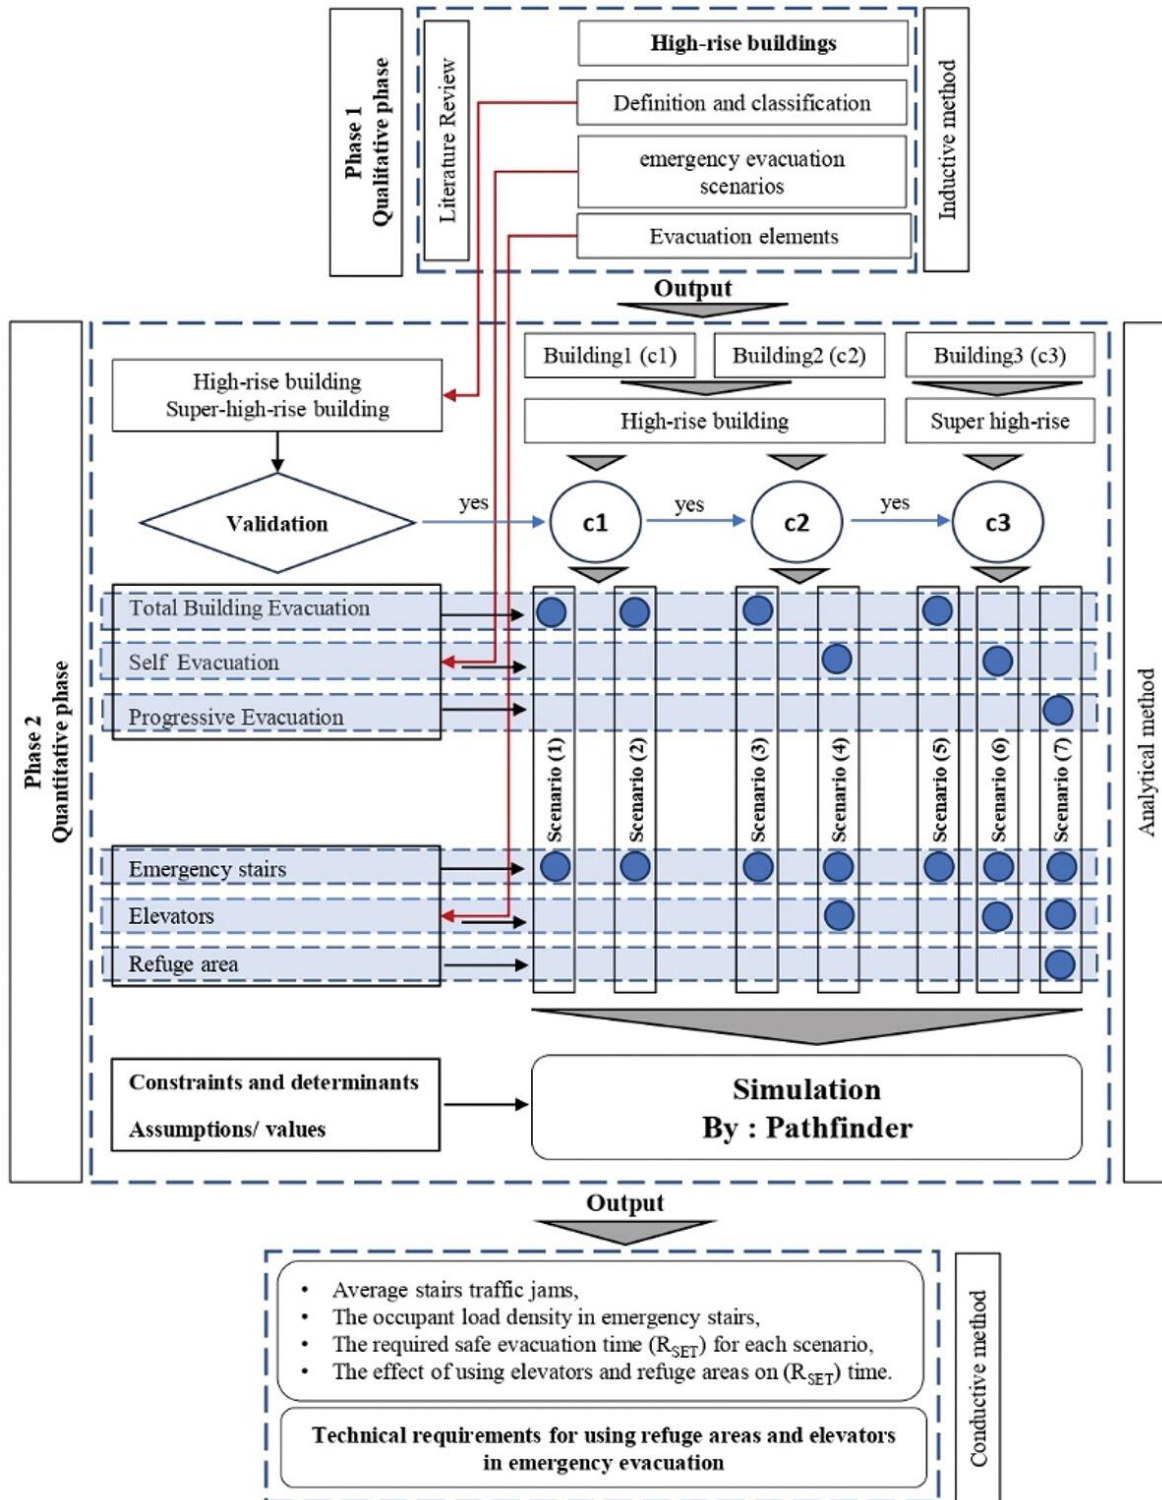 Phase 1
Qualitative phase
Literature Review
High-rise buildings
Definition and classification
emergency evacuation
scenarios
Evacuation elements
Inductive method
Output
Phase 2
Quantitative phase
High-rise building
Super-high-rise building
Building1 (c1)
Building2 (c2)
Building3 (c3)
High-rise building
Super high-rise
Validation
yes
c1
yes
c2
yes
c3
Total Building Evacuation
Self Evacuation
Progressive Evacuation
Scenario (1)
Scenario (2)
Scenario (3)
Scenario (4)
Scenario (5)
Scenario (6)
Scenario (7)
Emergency stairs
Elevators
Refuge area
Constraints and determinants
Assumptions/ values
Simulation
By : Pathfinder
Analytical method
Output
• Average stairs traffic jams,
• The occupant load density in emergency stairs,
• The required safe evacuation time (RSET) for each scenario,
• The effect of using elevators and refuge areas on (RSET) time.
Technical requirements for using refuge areas and elevators
in emergency evacuation
Conductive method